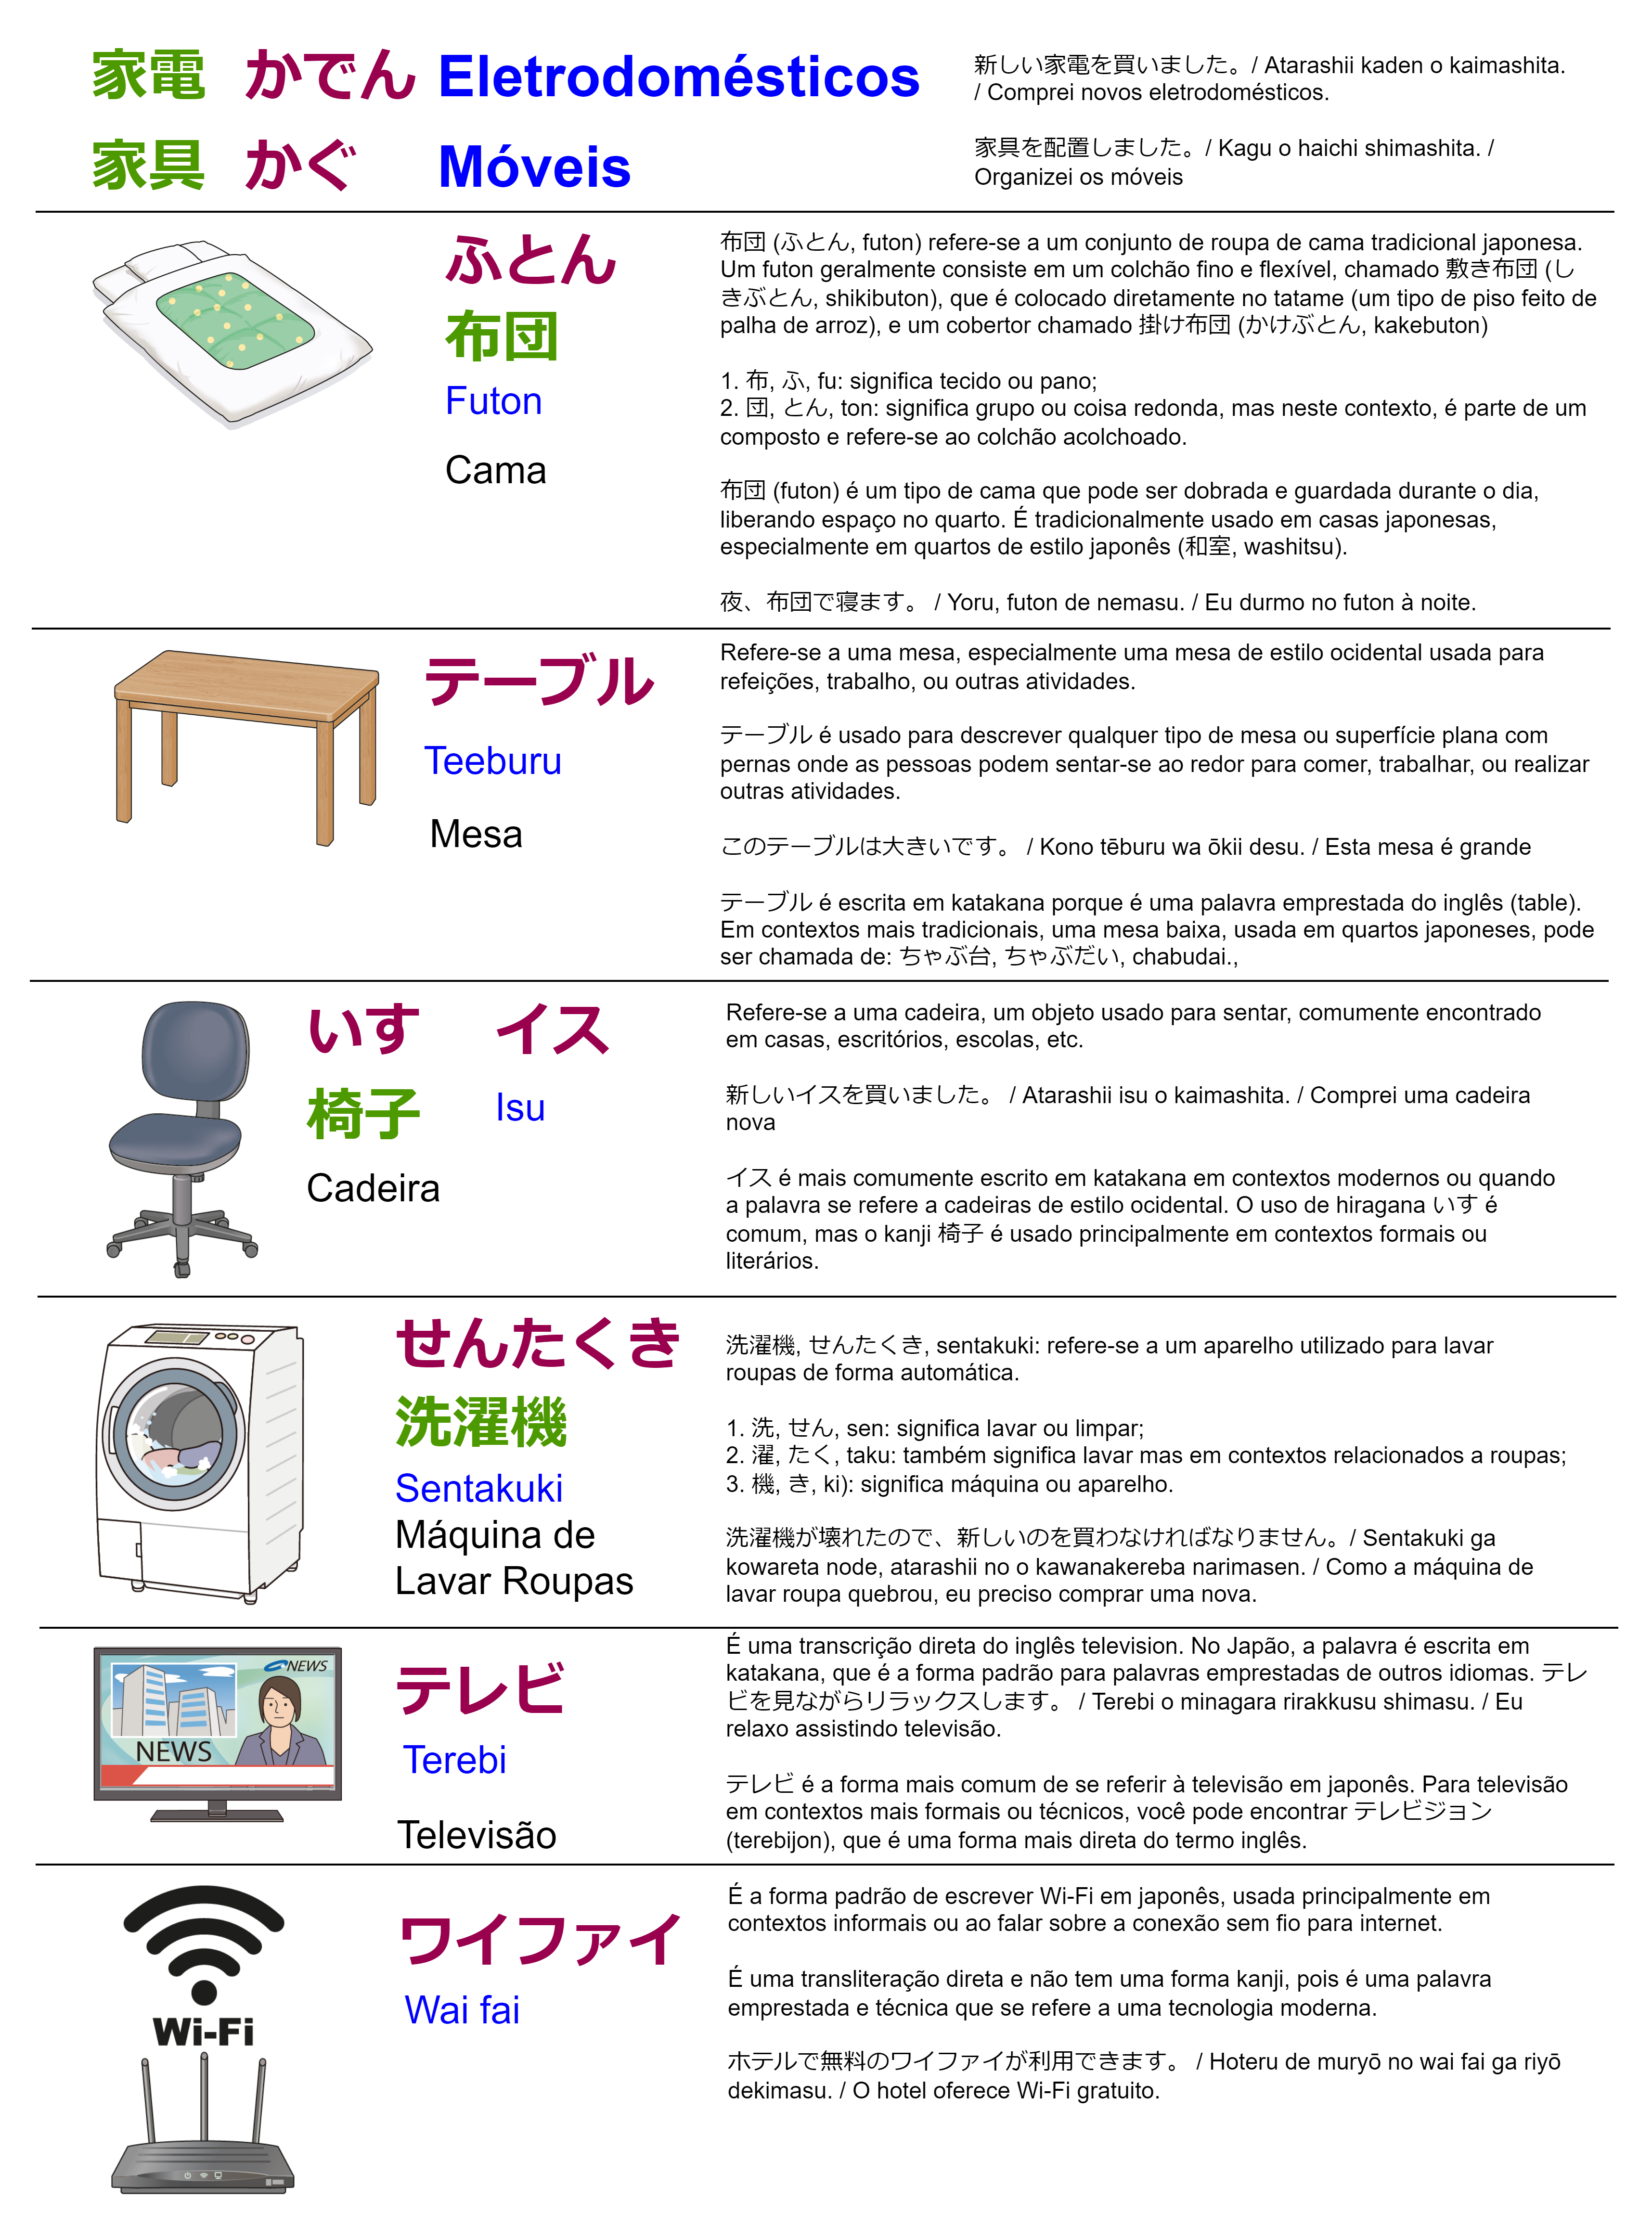 家電 かでん Eletrodomésticos
新しい家電を買いました。/ Atarashii kaden o kaimashita.
/ Comprei novos eletrodomésticos.
家具 かぐ Móveis
家具を配置しました。/ Kagu o haichi shimashita. /
Organizei os móveis
ふとん
布団
Futon
Cama
布団 (ふとん, futon) refere-se a um conjunto de roupa de cama tradicional japonesa.
Um futon geralmente consiste em um colchão fino e flexível, chamado 敷き布団 (し
きぶとん, shikibuton), que é colocado diretamente no tatame (um tipo de piso feito de
palha de arroz), e um cobertor chamado 掛け布団 (かけぶとん, kakebuton)
1. 布, ふ, fu: significa tecido ou pano;
2. 団, とん, ton: significa grupo ou coisa redonda, mas neste contexto, é parte de um
composto e refere-se ao colchão acolchoado.
布団 (futon) é um tipo de cama que pode ser dobrada e guardada durante o dia,
liberando espaço no quarto. É tradicionalmente usado em casas japonesas,
especialmente em quartos de estilo japonês (和室, washitsu).
夜、布団で寝ます。 / Yoru, futon de nemasu. / Eu durmo no futon à noite.
テーブル
Teeburu
Mesa
Refere-se a uma mesa, especialmente uma mesa de estilo ocidental usada para
refeições, trabalho, ou outras atividades.
テーブル é usado para descrever qualquer tipo de mesa ou superfície plana com
pernas onde as pessoas podem sentar-se ao redor para comer, trabalhar, ou realizar
outras atividades.
このテーブルは大きいです。 / Kono tēburu wa ōkii desu. / Esta mesa é grande
テーブル é escrita em katakana porque é uma palavra emprestada do inglês (table).
Em contextos mais tradicionais, uma mesa baixa, usada em quartos japoneses, pode
ser chamada de: ちゃぶ台, ちゃぶだい, chabudai.,
いす イス
椅子 Isu
Cadeira
Refere-se a uma cadeira, um objeto usado para sentar, comumente encontrado
em casas, escritórios, escolas, etc.
新しいイスを買いました。 / Atarashii isu o kaimashita. / Comprei uma cadeira
nova
イス é mais comumente escrito em katakana em contextos modernos ou quando
a palavra se refere a cadeiras de estilo ocidental. O uso de hiragana いす é
comum, mas o kanji 椅子 é usado principalmente em contextos formais ou
literários.
せんたくき
洗濯機
Sentakuki
Máquina de
Lavar Roupas
洗濯機, せんたくき, sentakuki: refere-se a um aparelho utilizado para lavar
roupas de forma automática.
1. 洗, せん, sen: significa lavar ou limpar;
2. 濯, たく, taku: também significa lavar mas em contextos relacionados a roupas;
3. 機, き, ki): significa máquina ou aparelho.
洗濯機が壊れたので、新しいのを買わなければなりません。/ Sentakuki ga
kowareta node, atarashii no o kawanakereba narimasen. / Como a máquina de
lavar roupa quebrou, eu preciso comprar uma nova.
NEWS
NEWS
テレビ
Terebi
Televisão
É uma transcrição direta do inglês television. No Japão, a palavra é escrita em
katakana, que é a forma padrão para palavras emprestadas de outros idiomas. テレ
ビを見ながらリラックスします。 / Terebi o minagara rirakkusu shimasu. / Eu
relaxo assistindo televisão.
テレビ é a forma mais comum de se referir à televisão em japonês. Para televisão
em contextos mais formais ou técnicos, você pode encontrar テレビジョン
(terebijon), que é uma forma mais direta do termo inglês.
Wi-Fi
ワイファイ
Wai fai
É a forma padrão de escrever Wi-Fi em japonês, usada principalmente em
contextos informais ou ao falar sobre a conexão sem fio para internet.
É uma transliteração direta e não tem uma forma kanji, pois é uma palavra
emprestada e técnica que se refere a uma tecnologia moderna.
ホテルで無料のワイファイが利用できます。 / Hoteru de muryō no wai fai ga riyō
dekimasu. / O hotel oferece Wi-Fi gratuito.